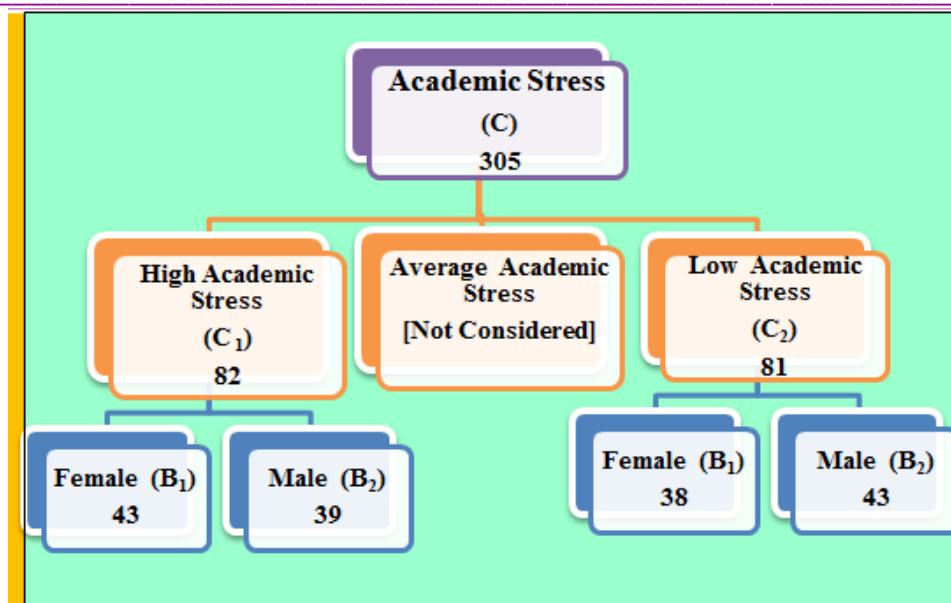 Academic Stress
(C)
305
High Academic
Stress
(C₁)
82
Average Academic
Stress
[Not Considered]
Low Academic
Stress
(C₂)
81
Female (B₁)
43
Male (B₂)
39
Female (B₁)
38
Male (B₂)
43